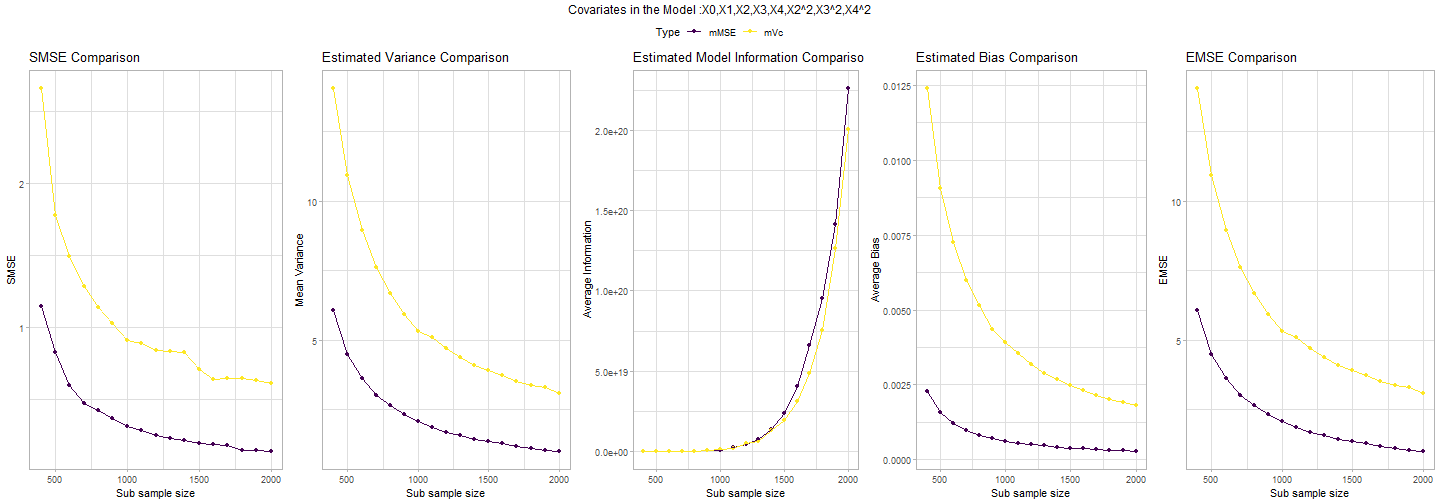 Covariates in the Model :X0,X1,X2,X3,X4,X2^2,X3^2,X4^2
Type mMSE mVc
SMSE Comparison
SMSE
2
1
500 1000 1500 2000
Sub sample size
Estimated Variance Comparison
Mean Variance
10
5
500 1000 1500 2000
Sub sample size
Estimated Model Information Compariso
Average Information
2.0e+20
1.5e+20
1.0e+20
5.0e+19
0.0e+00
500 1000 1500 2000
Sub sample size
Estimated Bias Comparison
Average Bias
0.0125
0.0100
0.0075
0.0050
0.0025
0.0000
500 1000 1500 2000
Sub sample size
EMSE Comparison
EMSE
10
5
500 1000 1500 2000
Sub sample size